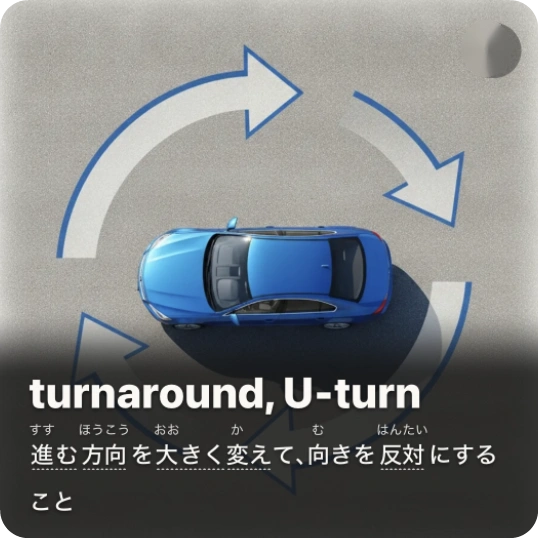 turnaround, U-turn
すす ほうこう おお か む はんたい
進む方向を大きく変えて、向きを反対にする
こと